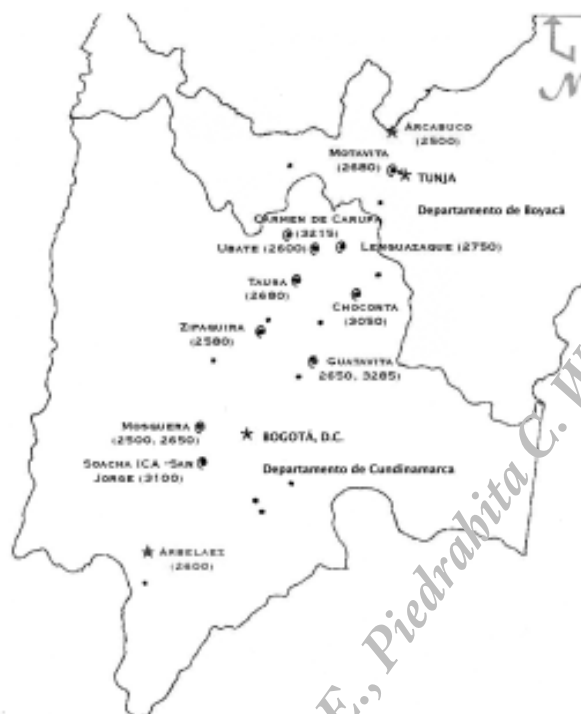 N
ARCABUCO
(2500)
MOTAVITA
(2680)
TUNJA
Departamento de Boyacá
CARMEN DE CARUPA
(3215)
UBATE (2600)
LENGUAZAQUE (2750)
TAUSA
(2680)
CHOCONTA
(3050)
ZIPAQUIRA
(2580)
GUATAVITA
2650, 3285)
MOSQUERA
(2500, 2650)
BOGOTÁ, D.C.
SOACHA ICA -SAN
JORGE (3100)
Departamento de Cundinamarca
ARBELAEZ
(2600)
E., Piedrabita C. W